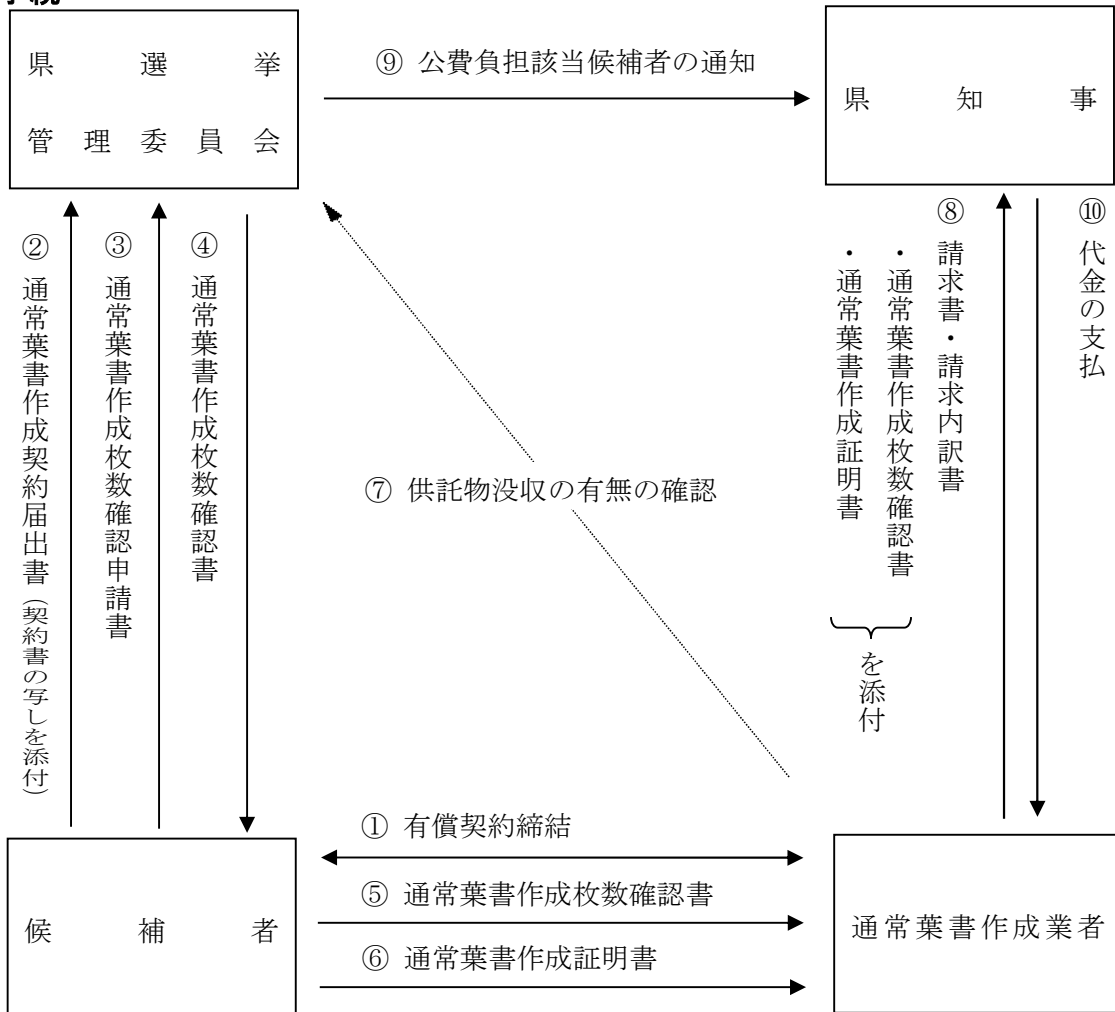 県選挙
管理委員会
⑨ 公費負担該当候補者の通知
県知事
② 通常葉書作成契約届出書(契約書の写しを添付)
③ 通常葉書作成枚数確認申請書
④ 通常葉書作成枚数確認書
⑦ 供託物没収の有無の確認
⑩ 代金の支払
⑧ 請求書・請求内訳書
・通常葉書作成枚数確認書
・通常葉書作成証明書
を添付
① 有償契約締結
⑤ 通常葉書作成枚数確認書
⑥ 通常葉書作成証明書
候補者
通常葉書作成業者